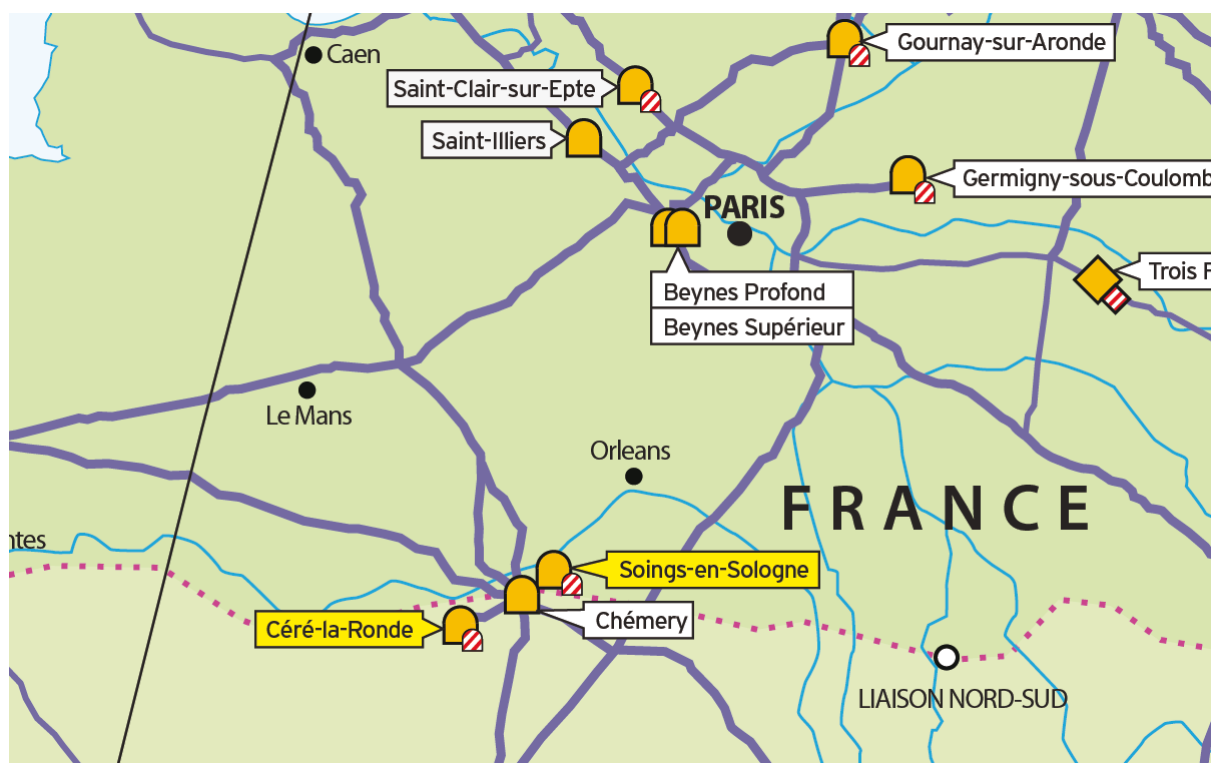 Caen
Gournay-sur-Aronde
Saint-Clair-sur-Epte
Saint-Illiers
Germigny-sous-Coulomb
PARIS
Trois F
Beynes Profond
Beynes Supérieur
Le Mans
Orleans
FRANCE
ntes
Soings-en-Sologne
Chémery
Céré-la-Ronde
LIAISON NORD-SUD